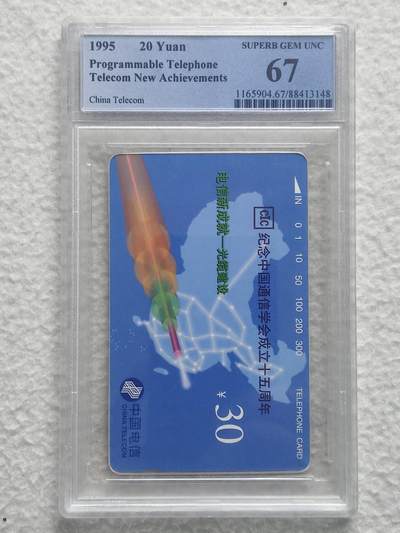 1995 20 Yuan
Programmable Telephone
Telecom New Achievements
China Telecom
SUPERB GEM UNC
67
1165904.67/88413148
IN 0 1 10 50 100 200 300 TELEPHONE CARD
CIC 纪念中国通信学会成立十五周年
电信新成就—光缆建设
¥30
中国电信
CHINA TELECOM